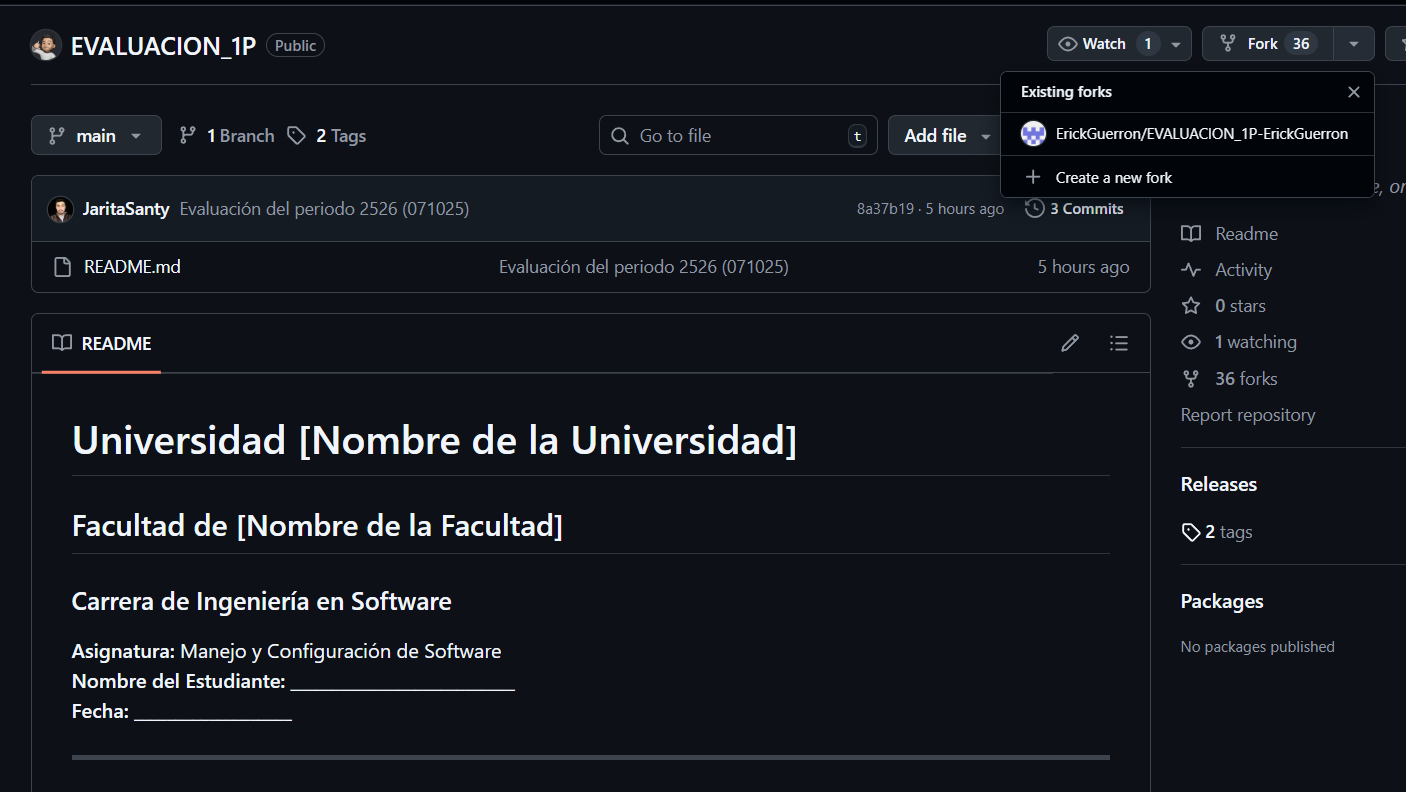 EVALUACION_1P Public
Watch 1
Fork 36
Existing forks
ErickGuerron/EVALUACION_1P-ErickGuerron
Create a new fork
main
1 Branch
2 Tags
Go to file t
Add file
JaritaSanty Evaluación del periodo 2526 (071025) 8a37b19 · 5 hours ago 3 Commits
README.md Evaluación del periodo 2526 (071025) 5 hours ago
README
Universidad [Nombre de la Universidad]
Facultad de [Nombre de la Facultad]
Carrera de Ingeniería en Software
Asignatura: Manejo y Configuración de Software
Nombre del Estudiante: _________________________
Fecha: _________________
Readme
Activity
0 stars
1 watching
36 forks
Report repository
Releases
2 tags
Packages
No packages published